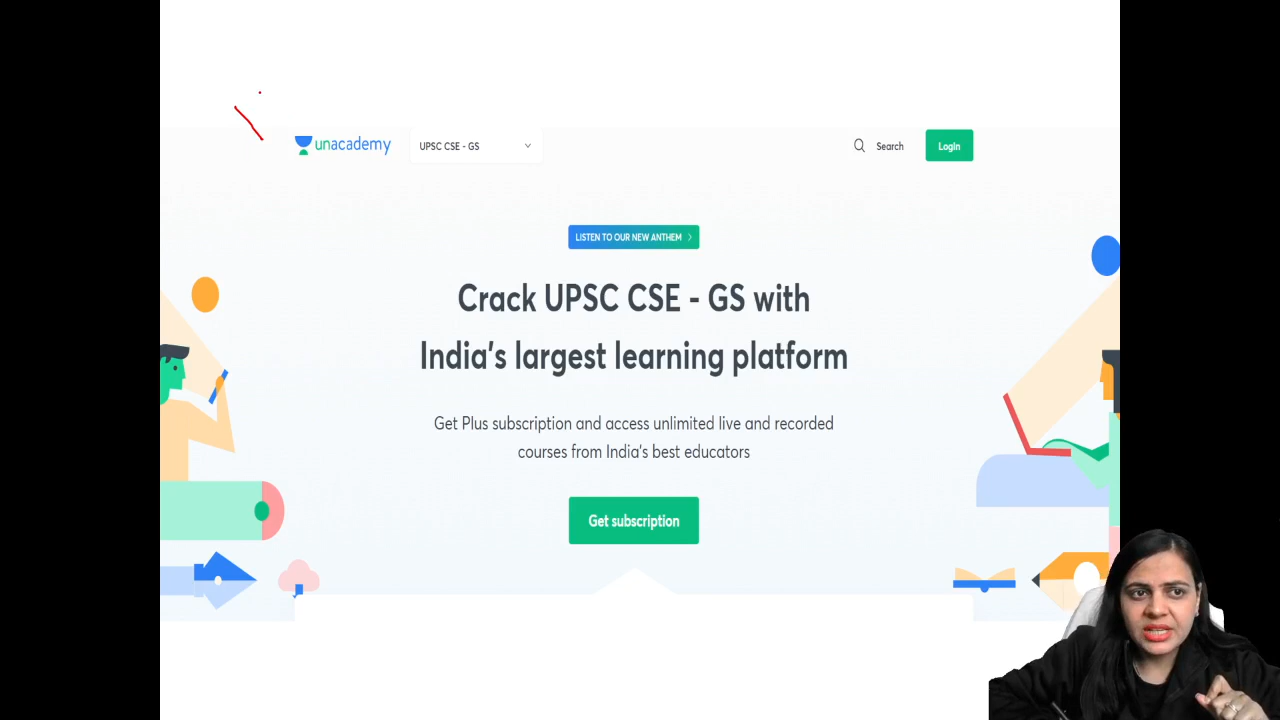 unacademy
UPSC CSE - GS
Search
Login
LISTEN TO OUR NEW ANTHEM
Crack UPSC CSE - GS with
India's largest learning platform
Get Plus subscription and access unlimited live and recorded
courses from India's best educators
Get subscription